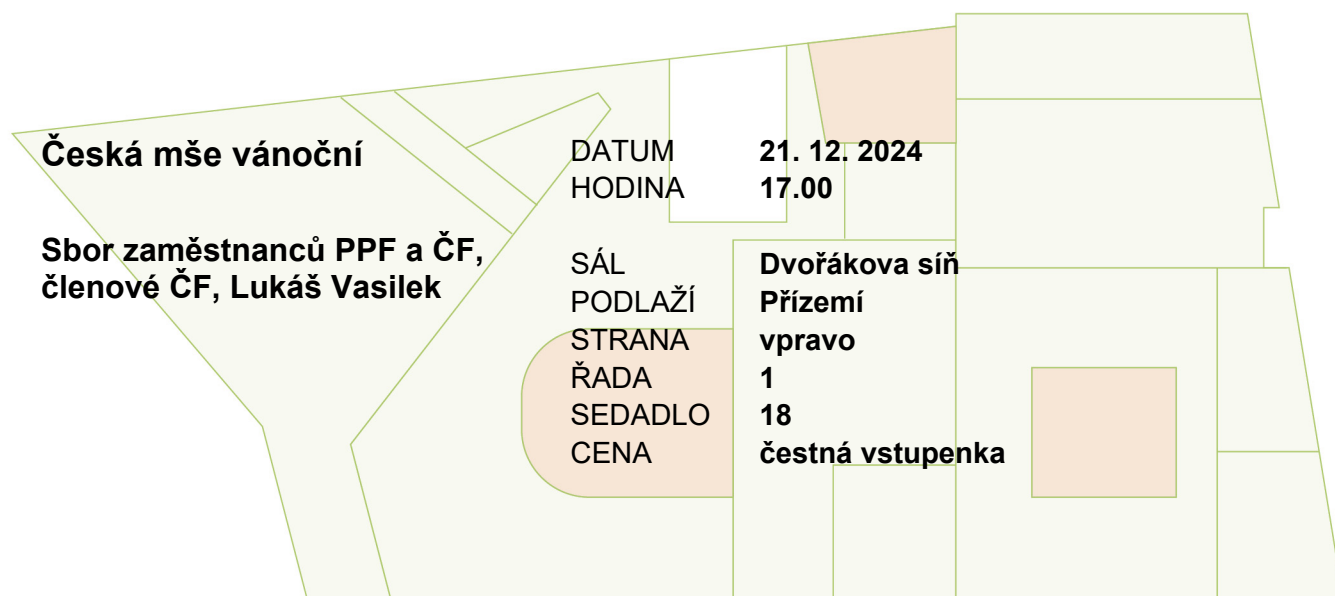 Česká mše vánoční
Sbor zaměstnanců PPF a ČF,
členové ČF, Lukáš Vasilek
DATUM 21. 12. 2024
HODINA 17.00
SÁL Dvořákova síň
PODLAŽÍ Přízemí
STRANA vpravo
ŘADA 1
SEDADLO 18
CENA čestná vstupenka